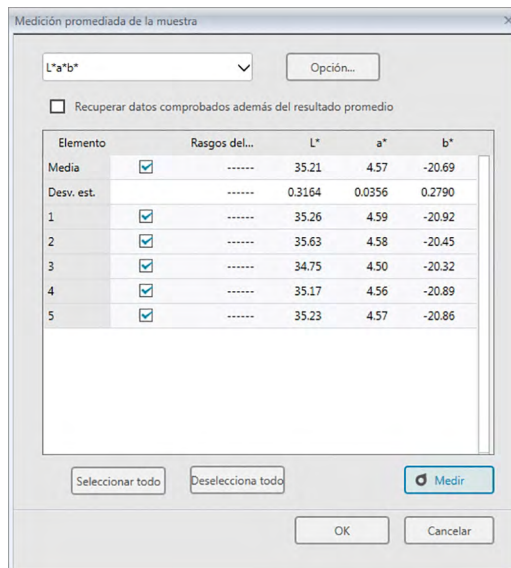 Medición promediada de la muestra
L*a*b* Opción...
Recuperar datos comprobados además del resultado promedio
Elemento Rasgos del... L* a* b*
Media ------ 35.21 4.57 -20.69
Desv. est. ------ 0.3164 0.0356 0.2790
1 ------ 35.26 4.59 -20.92
2 ------ 35.63 4.58 -20.45
3 ------ 34.75 4.50 -20.32
4 ------ 35.17 4.56 -20.89
5 ------ 35.23 4.57 -20.86
Seleccionar todo Deselecciona todo Medir
OK Cancelar